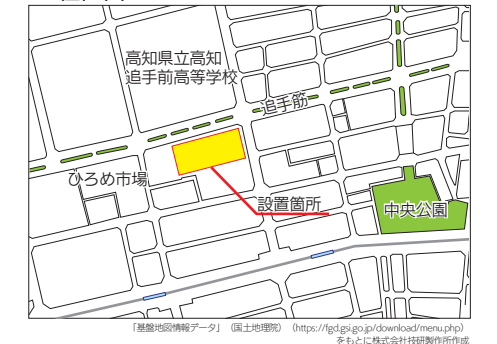 高知県立高知
追手前高等学校
追手筋
ひろめ市場
設置箇所
中央公園
「基盤地図情報データ」（国土地理院）（https://fgd.gsi.go.jp/download/menu.php）
をもとに株式会社技研製作所作成